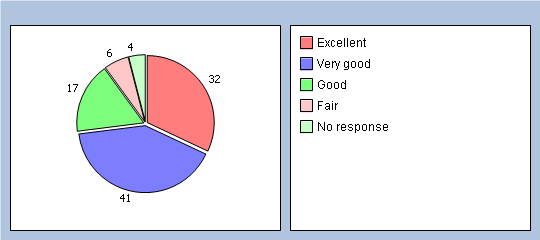 4
6
32
17
41
Excellent
Very good
Good
Fair
No response